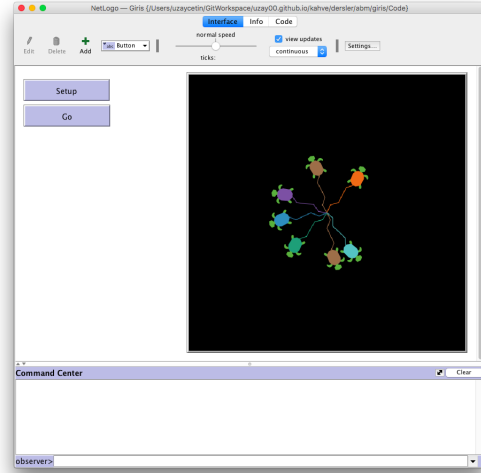 NetLogo — Giris {/Users/uzaycetin/GitWorkspace/uzay00.github.io/kahve/dersler/abm/giris/Code}
Interface Info Code
Edit Delete Add abc Button normal speed view updates
ticks: continuous Settings...
Setup
Go
Command Center Clear
observer>